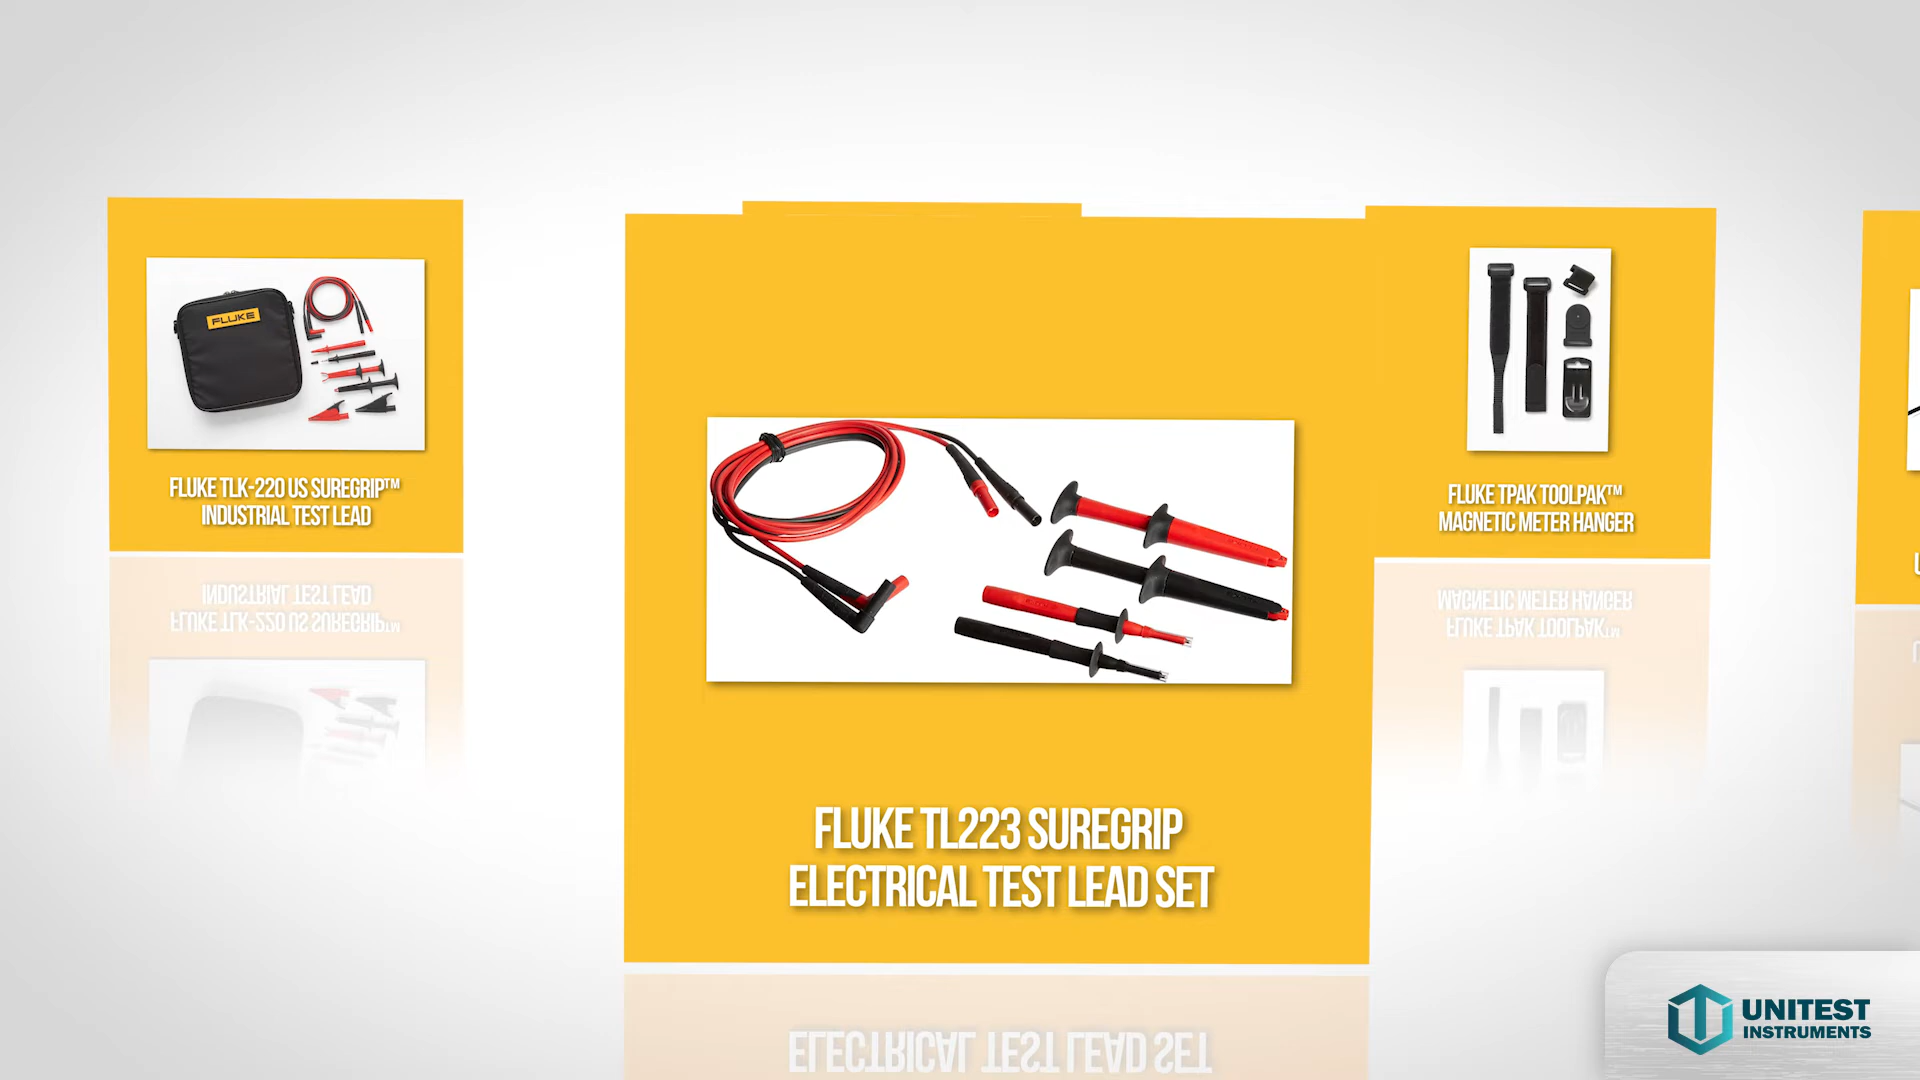 FLUKE
FLUKE TLK-220 US SUREGRIP™
INDUSTRIAL TEST LEAD
FLUKE TL223 SUREGRIP
ELECTRICAL TEST LEAD SET
FLUKE TPAK TOOLPAK™
MAGNETIC METER HANGER
UNITEST
INSTRUMENTS